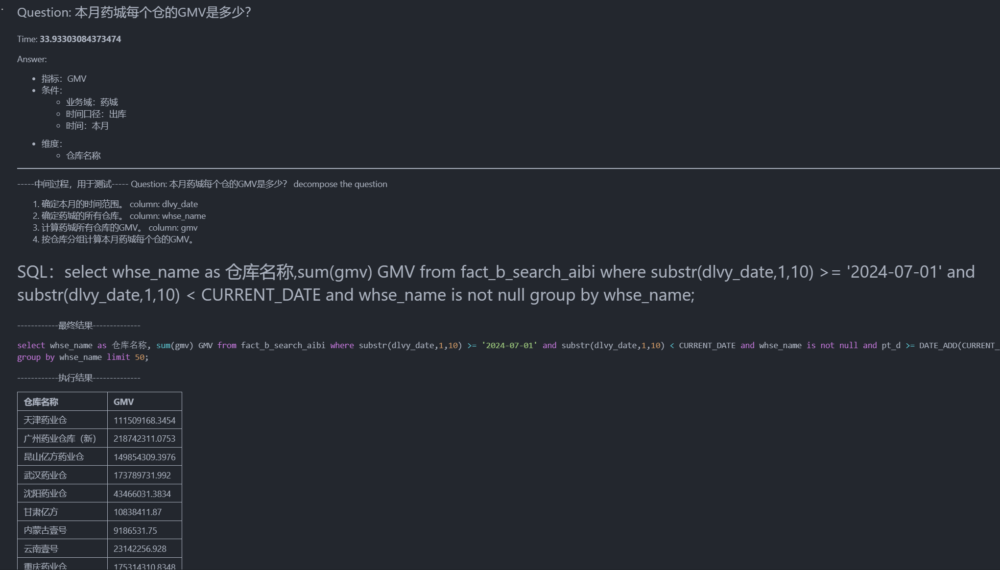 Question: 本月药城每个仓的GMV是多少？
Time: 33.93303084373474
Answer:
• 指标：GMV
• 条件：
◦ 业务域：药城
◦ 时间口径：出库
◦ 时间：本月
• 维度：
◦ 仓库名称
-----中间过程，用于测试----- Question: 本月药城每个仓的GMV是多少？ decompose the question
1. 确定本月的时间范围。 column: dlvy_date
2. 确定药城的所有仓库。 column: whse_name
3. 计算药城所有仓库的GMV。 column: gmv
4. 按仓库分组计算本月药城每个仓的GMV。
SQL：select whse_name as 仓库名称,sum(gmv) GMV from fact_b_search_aibi where substr(dlvy_date,1,10) >= '2024-07-01' and
substr(dlvy_date,1,10) < CURRENT_DATE and whse_name is not null group by whse_name;
------------最终结果--------------
select whse_name as 仓库名称, sum(gmv) GMV from fact_b_search_aibi where substr(dlvy_date,1,10) >= '2024-07-01' and substr(dlvy_date,1,10) < CURRENT_DATE and whse_name is not null and pt_d >= DATE_ADD(CURRENT_
group by whse_name limit 50;
------------执行结果--------------
仓库名称 GMV
天津药业仓 111509168.3454
广州药业仓库（新） 218742311.0753
昆山亿方药业仓 149854309.3976
武汉药业仓 173789731.992
沈阳药业仓 43466031.3834
甘肃亿方 10838411.87
内蒙古壹号 9186531.75
云南壹号 23142256.928
重庆药业仓 175314310.8348